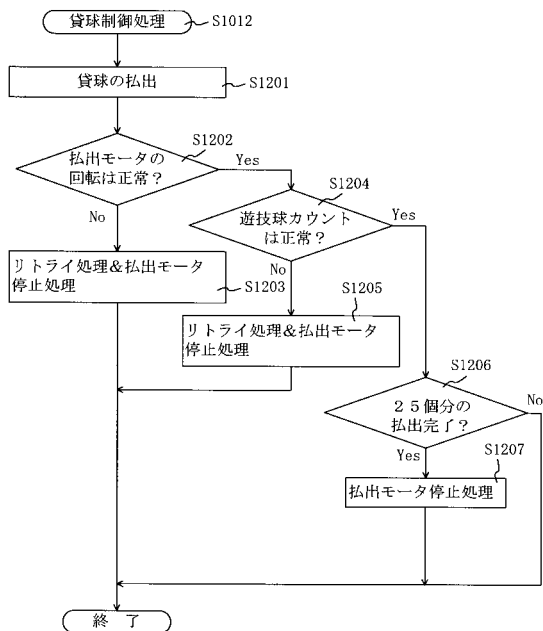 貸球制御処理
S1012
貸球の払出
S1201
S1202
払出モータの
回転は正常?
Yes
No
S1204
遊技球カウント
は正常?
Yes
No
リトライ処理&払出モータ
停止処理
S1203
S1205
リトライ処理&払出モータ
停止処理
S1206
25個分の
払出完了?
No
Yes
S1207
払出モータ停止処理
終 了